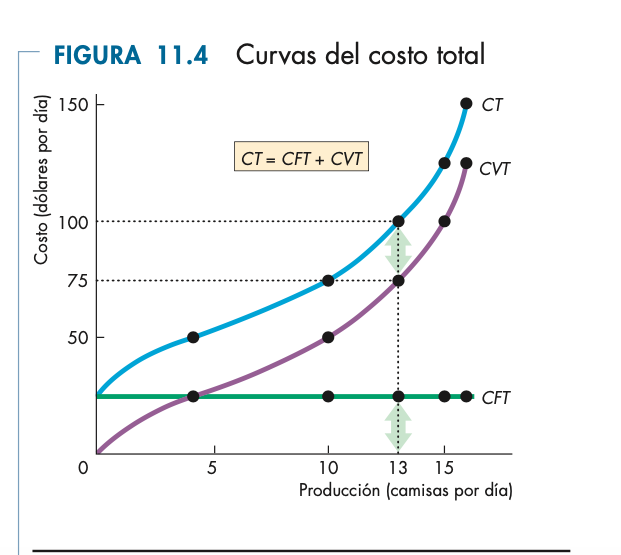 FIGURA 11.4 Curvas del costo total
Costo (dólares por día)
150
100
75
50
0
CT = CFT + CVT
CT
CVT
CFT
5
10
13
15
Producción (camisas por día)